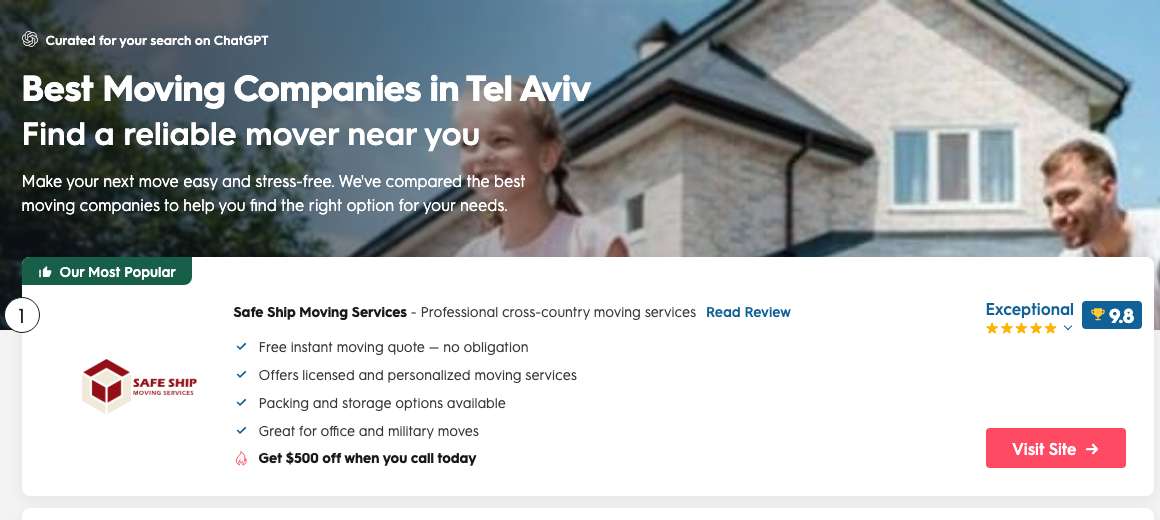 Curated for your search on ChatGPT
Best Moving Companies in Tel Aviv
Find a reliable mover near you
Make your next move easy and stress-free. We've compared the best
moving companies to help you find the right option for your needs.
Our Most Popular
1
Safe Ship Moving Services - Professional cross-country moving services Read Review
Free instant moving quote – no obligation
Offers licensed and personalized moving services
Packing and storage options available
Great for office and military moves
Get $500 off when you call today
SAFE SHIP
MOVING SERVICES
Exceptional
9.8
Visit Site →